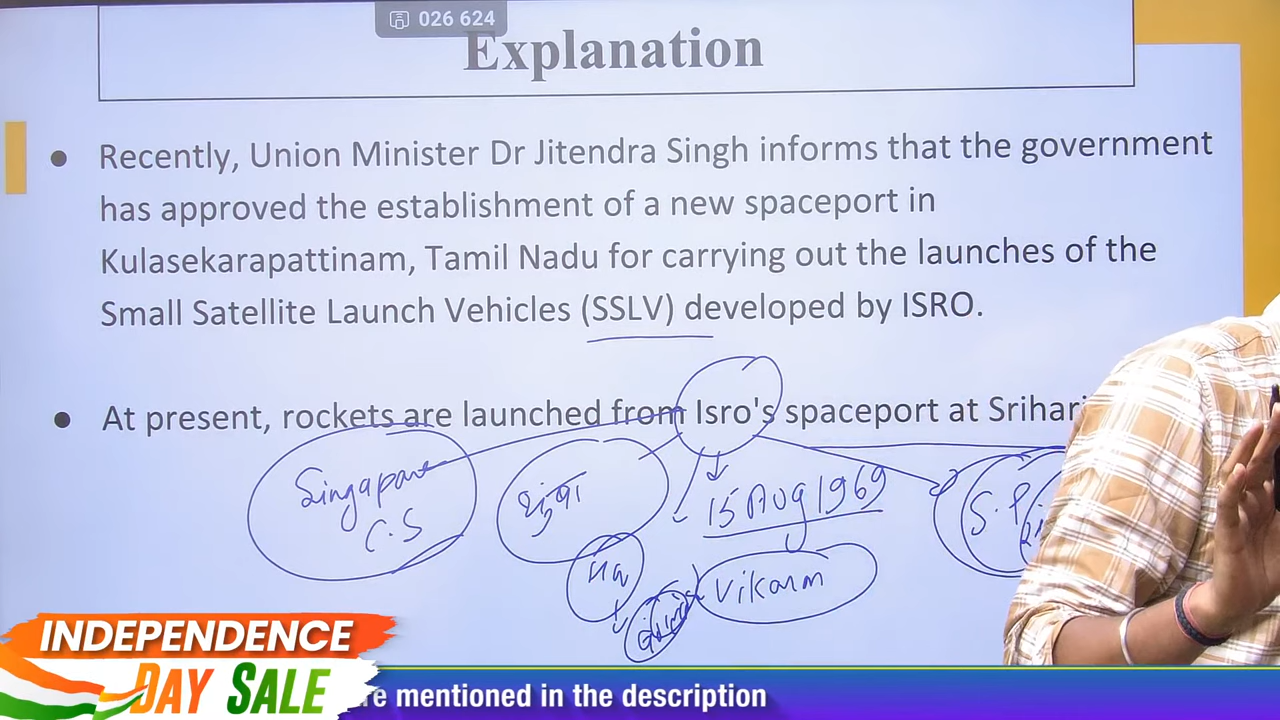 026 624
Explanation
● Recently, Union Minister Dr Jitendra Singh informs that the government
has approved the establishment of a new spaceport in
Kulasekarapattinam, Tamil Nadu for carrying out the launches of the
Small Satellite Launch Vehicles (SSLV) developed by ISRO.
● At present, rockets are launched from Isro's spaceport at Srihari
Singapore
C.S
15 Aug 1969
S.P
Vikarm
INDEPENDENCE
DAY SALE
re mentioned in the description